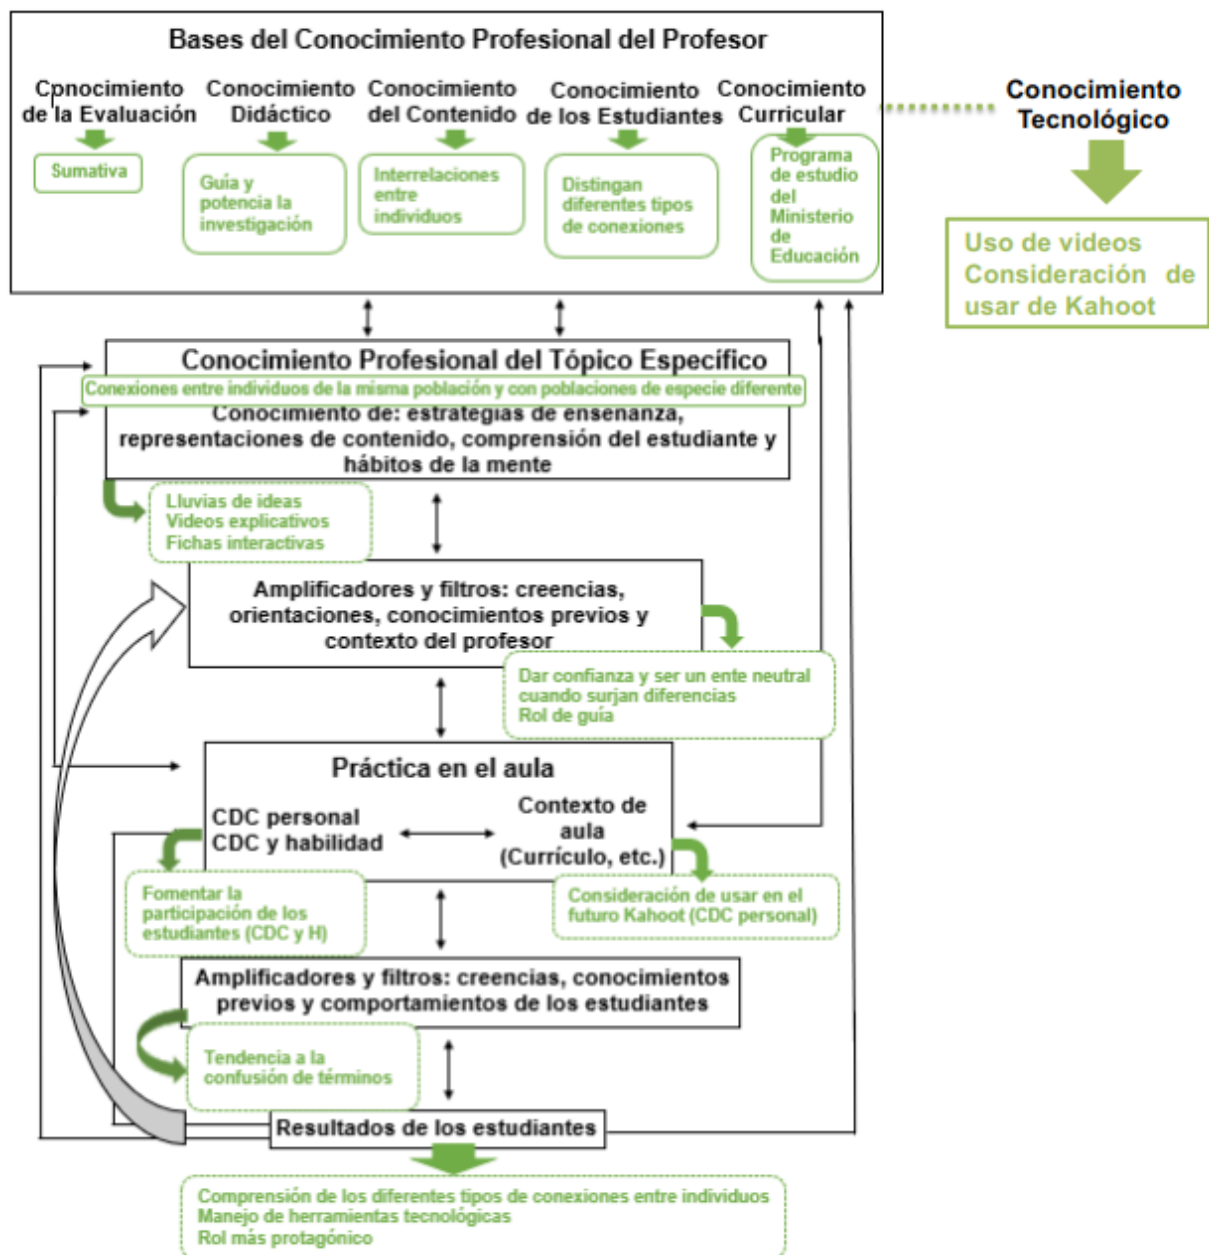 Bases del Conocimiento Profesional del Profesor
Conocimiento
de la Evaluación
Conocimiento
Didáctico
Conocimiento
del Contenido
Conocimiento
de los Estudiantes
Conocimiento
Curricular
Conocimiento
Tecnológico
Sumativa
Guía y
potencia la
investigación
Interrelaciones
entre
individuos
Distingan
diferentes tipos
de conexiones
Programa
de estudio
del
Ministerio
de
Educación
Uso de videos
Consideración de
usar de Kahoot
Conocimiento Profesional del Tópico Específico
Conexiones entre individuos de la misma población y con poblaciones de especie diferente
Conocimiento de: estrategias de enseñanza,
representaciones de contenido, comprensión del estudiante y
hábitos de la mente
Lluvias de ideas
Videos explicativos
Fichas interactivas
Amplificadores y filtros: creencias,
orientaciones, conocimientos previos y
contexto del profesor
Dar confianza y ser un ente neutral
cuando surjan diferencias
Rol de guía
Práctica en el aula
CDC personal
CDC y habilidad
Contexto de
aula
(Currículo, etc.)
Fomentar la
participación de los
estudiantes (CDC y H)
Consideración de usar en el
futuro Kahoot (CDC personal)
Amplificadores y filtros: creencias, conocimientos
previos y comportamientos de los estudiantes
Tendencia a la
confusión de términos
Resultados de los estudiantes
Comprensión de los diferentes tipos de conexiones entre individuos
Manejo de herramientas tecnológicas
Rol más protagónico